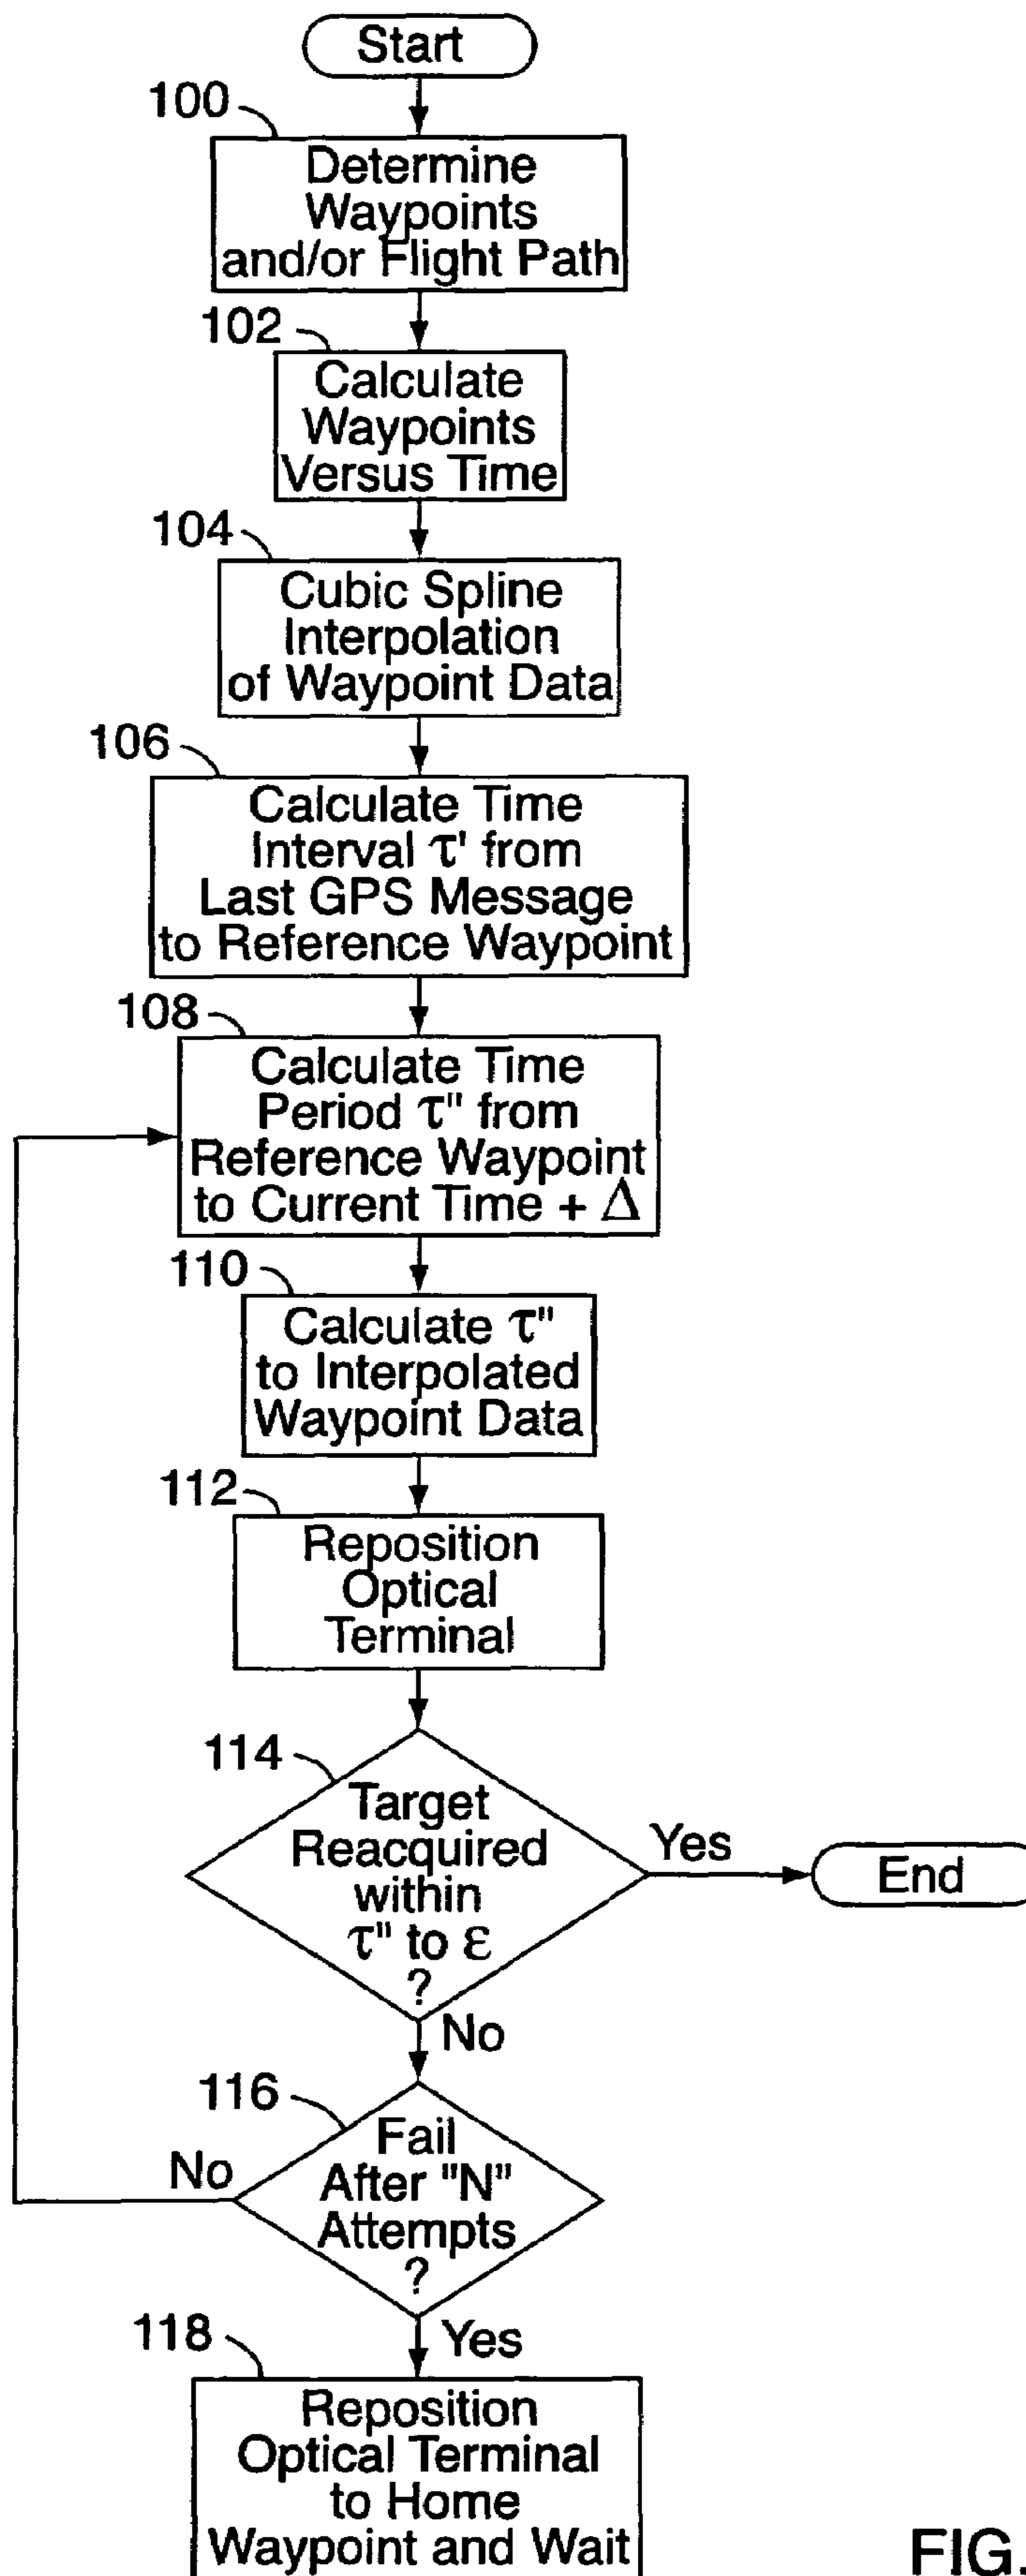 Start
100
Determine
Waypoints
and/or Flight Path
102
Calculate
Waypoints
Versus Time
104
Cubic Spline
Interpolation
of Waypoint Data
106
Calculate Time
Interval τ' from
Last GPS Message
to Reference Waypoint
108
Calculate Time
Period τ" from
Reference Waypoint
to Current Time + Δ
110
Calculate τ"
to Interpolated
Waypoint Data
112
Reposition
Optical
Terminal
114
Target
Reacquired
within
τ" to ε
?
Yes
End
No
116
Fail
After "N"
Attempts
?
No
Yes
118
Reposition
Optical Terminal
to Home
Waypoint and Wait
FIG.